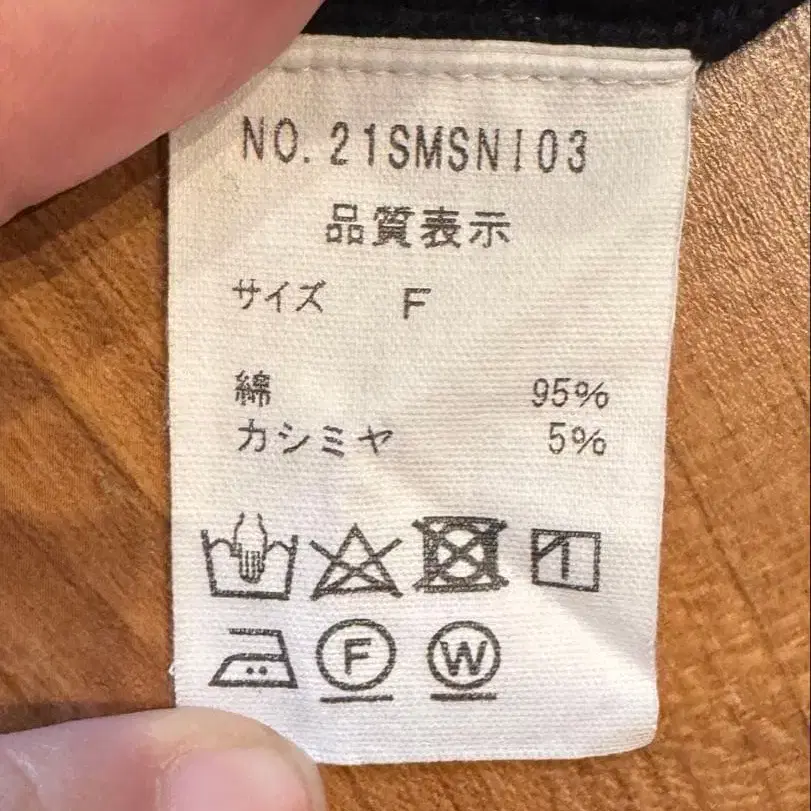 NO.21SMSNI03
品質表示
サイズ F
綿 95%
カシミヤ 5%
F W